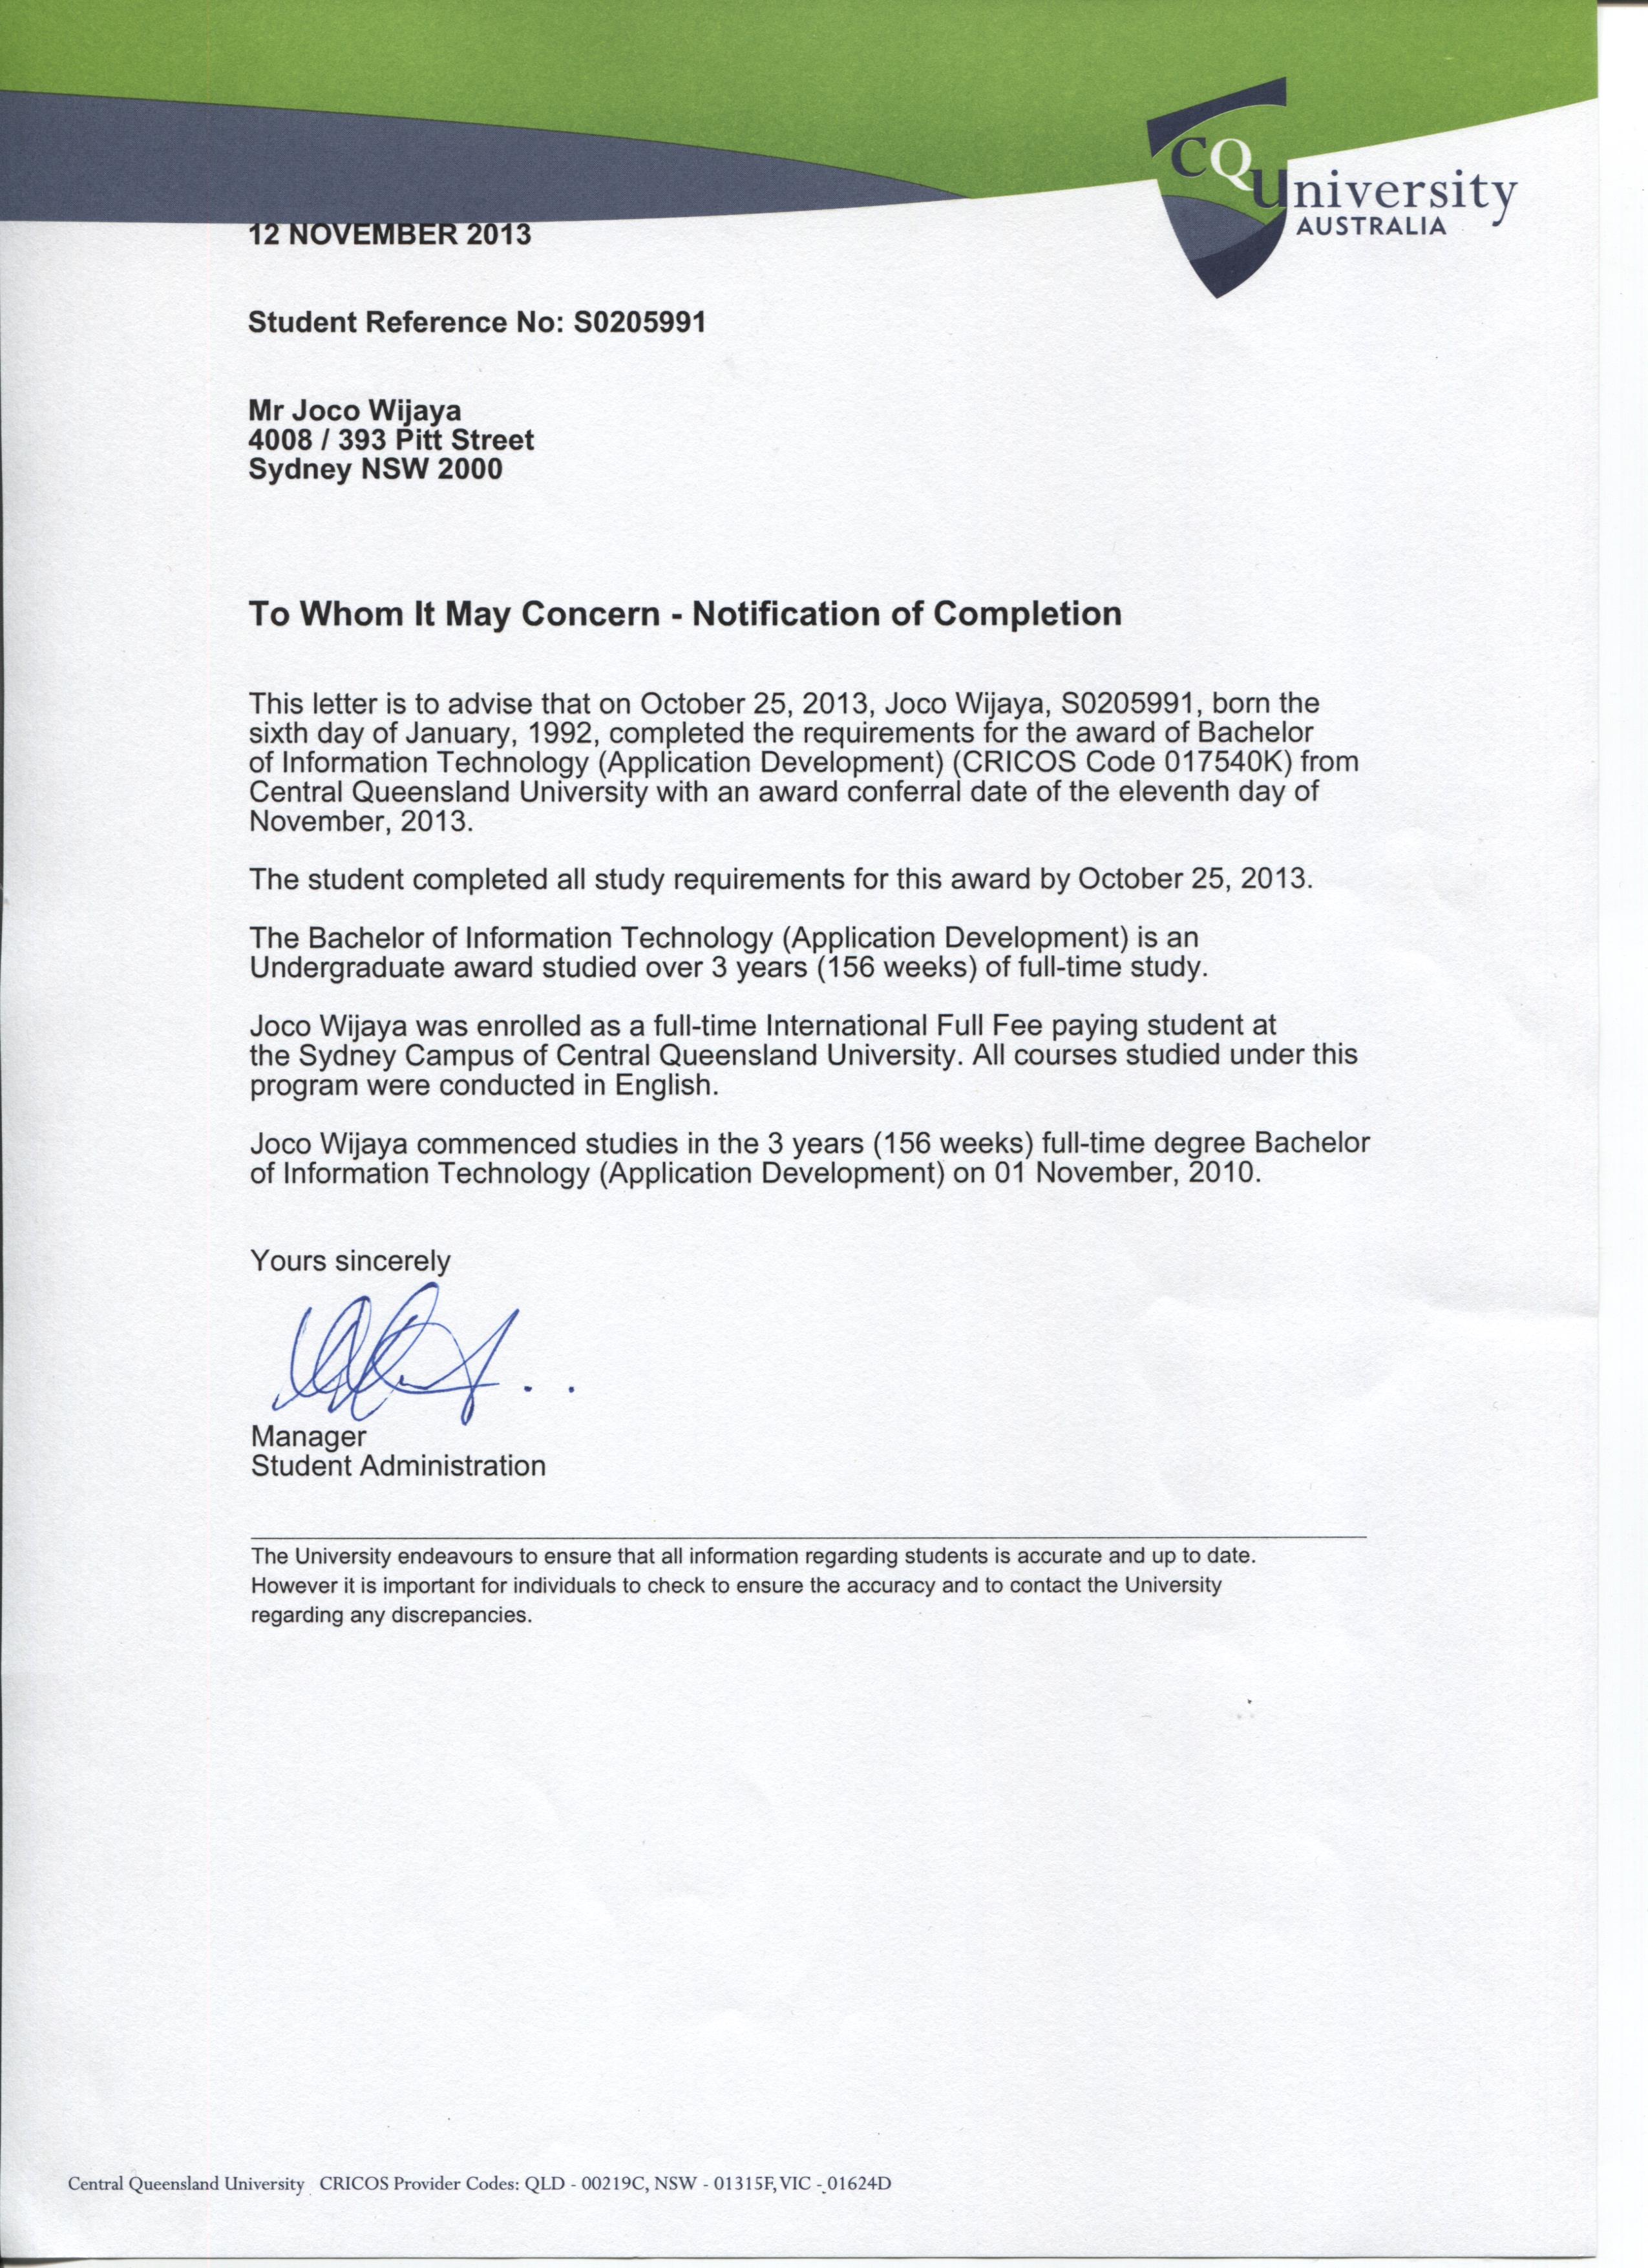 CQUniversity
AUSTRALIA
12 NOVEMBER 2013
Student Reference No: S0205991
Mr Joco Wijaya
4008 / 393 Pitt Street
Sydney NSW 2000
To Whom It May Concern - Notification of Completion
This letter is to advise that on October 25, 2013, Joco Wijaya, S0205991, born the
sixth day of January, 1992, completed the requirements for the award of Bachelor
of Information Technology (Application Development) (CRICOS Code 017540K) from
Central Queensland University with an award conferral date of the eleventh day of
November, 2013.
The student completed all study requirements for this award by October 25, 2013.
The Bachelor of Information Technology (Application Development) is an
Undergraduate award studied over 3 years (156 weeks) of full-time study.
Joco Wijaya was enrolled as a full-time International Full Fee paying student at
the Sydney Campus of Central Queensland University. All courses studied under this
program were conducted in English.
Joco Wijaya commenced studies in the 3 years (156 weeks) full-time degree Bachelor
of Information Technology (Application Development) on 01 November, 2010.
Yours sincerely
Manager
Student Administration
The University endeavours to ensure that all information regarding students is accurate and up to date.
However it is important for individuals to check to ensure the accuracy and to contact the University
regarding any discrepancies.
Central Queensland University CRICOS Provider Codes: QLD - 00219C, NSW - 01315F, VIC - 01624D